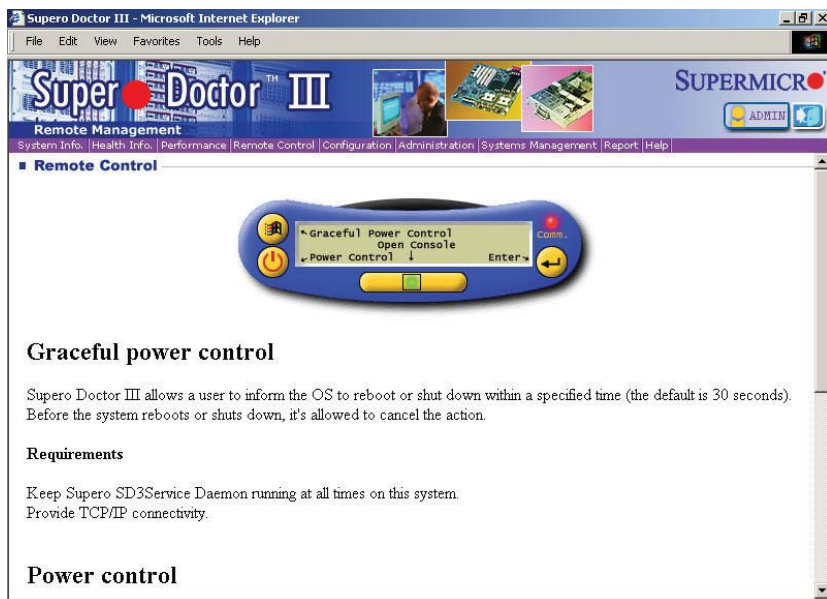 Supero Doctor III - Microsoft Internet Explorer
File Edit View Favorites Tools Help
Super Doctor™ III
SUPERMICR
Remote Management
ADMIN
System Info. |Health Info. |Performance |Remote Control |Configuration |Administration |Systems Management |Report |Help|
Remote Control
Graceful Power Control
Open Console
Power Control
Enter
Comm.
Graceful power control
Supero Doctor III allows a user to inform the OS to reboot or shut down within a specified time (the default is 30 seconds).
Before the system reboots or shuts down, it's allowed to cancel the action.
Requirements
Keep Supero SD3Service Daemon running at all times on this system.
Provide TCP/IP connectivity.
Power control